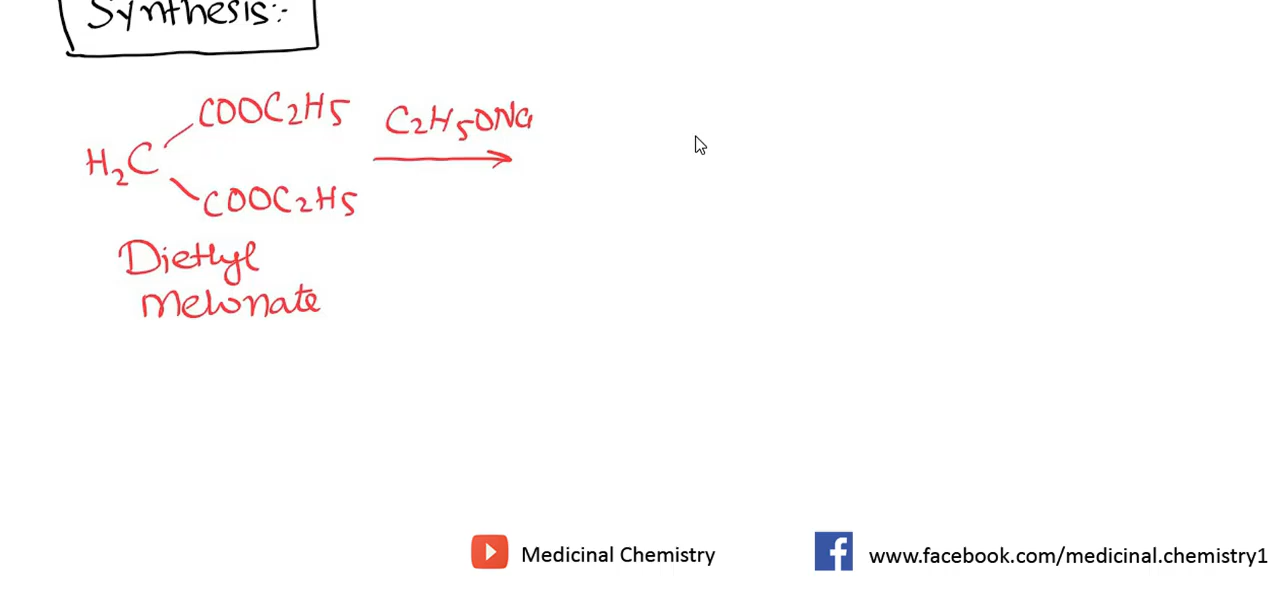 Synthesis:-
COOC2H5
C2H5ONa
H2C
COOC2H5
Diethyl
Melonate
Medicinal Chemistry
www.facebook.com/medicinal.chemistry1